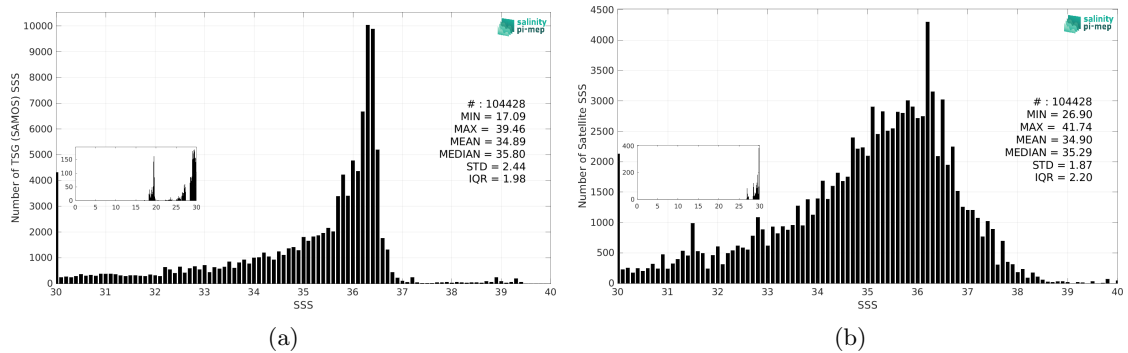 10000
9000
8000
7000
6000
5000
4000
3000
2000
1000
0
Number of TSG (SAMOS) SSS
salinity
pi-mep
# : 104428
MIN = 17.09
MAX = 39.46
MEAN = 34.89
MEDIAN = 35.80
STD = 2.44
IQR = 1.98
150
100
50
0
0 5 10 15 20 25 30
30 31 32 33 34 35 36 37 38 39 40
SSS
(a)
4500
4000
3500
3000
2500
2000
1500
1000
500
0
Number of Satellite SSS
salinity
pi-mep
# : 104428
MIN = 26.90
MAX = 41.74
MEAN = 34.90
MEDIAN = 35.29
STD = 1.87
IQR = 2.20
400
200
0
0 5 10 15 20 25 30
30 31 32 33 34 35 36 37 38 39 40
SSS
(b)